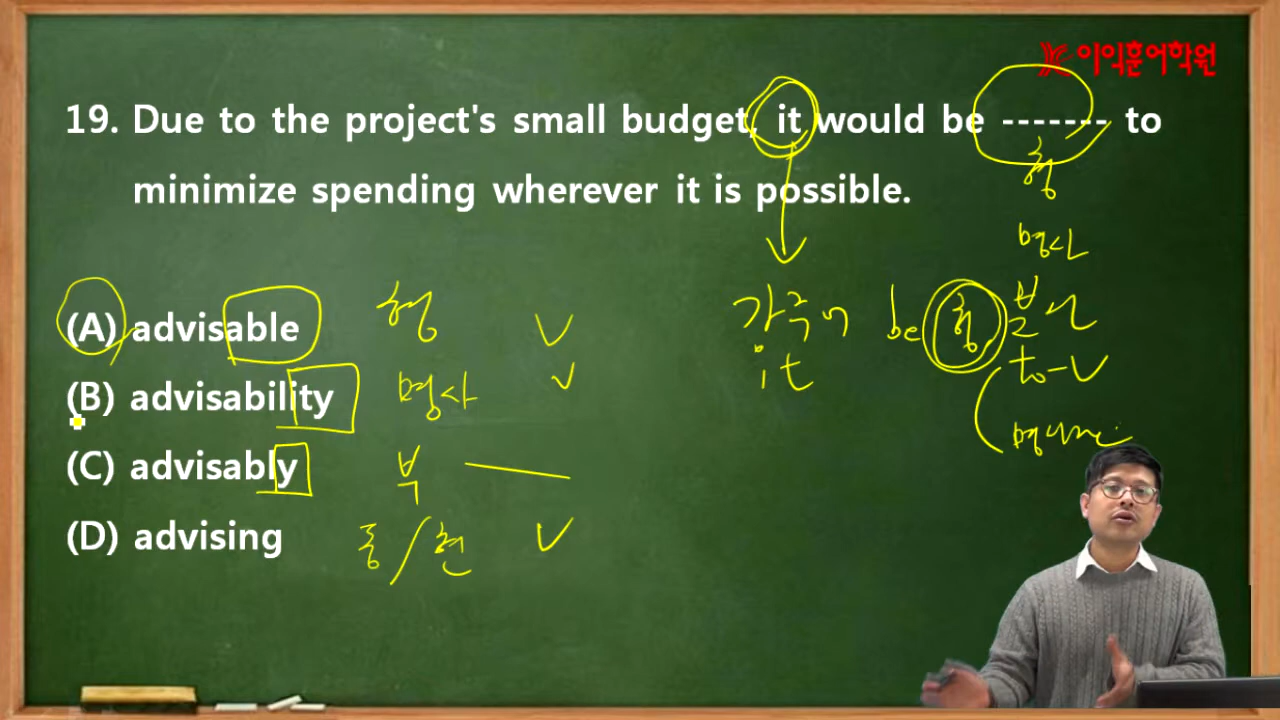 이익훈어학원
19. Due to the project's small budget, it would be ------- to
minimize spending wherever it is possible.
형
명사
(A) advisable 형
(B) advisability 명사
(C) advisably 부
(D) advising 동/현
가주어 be 형
it
to-V